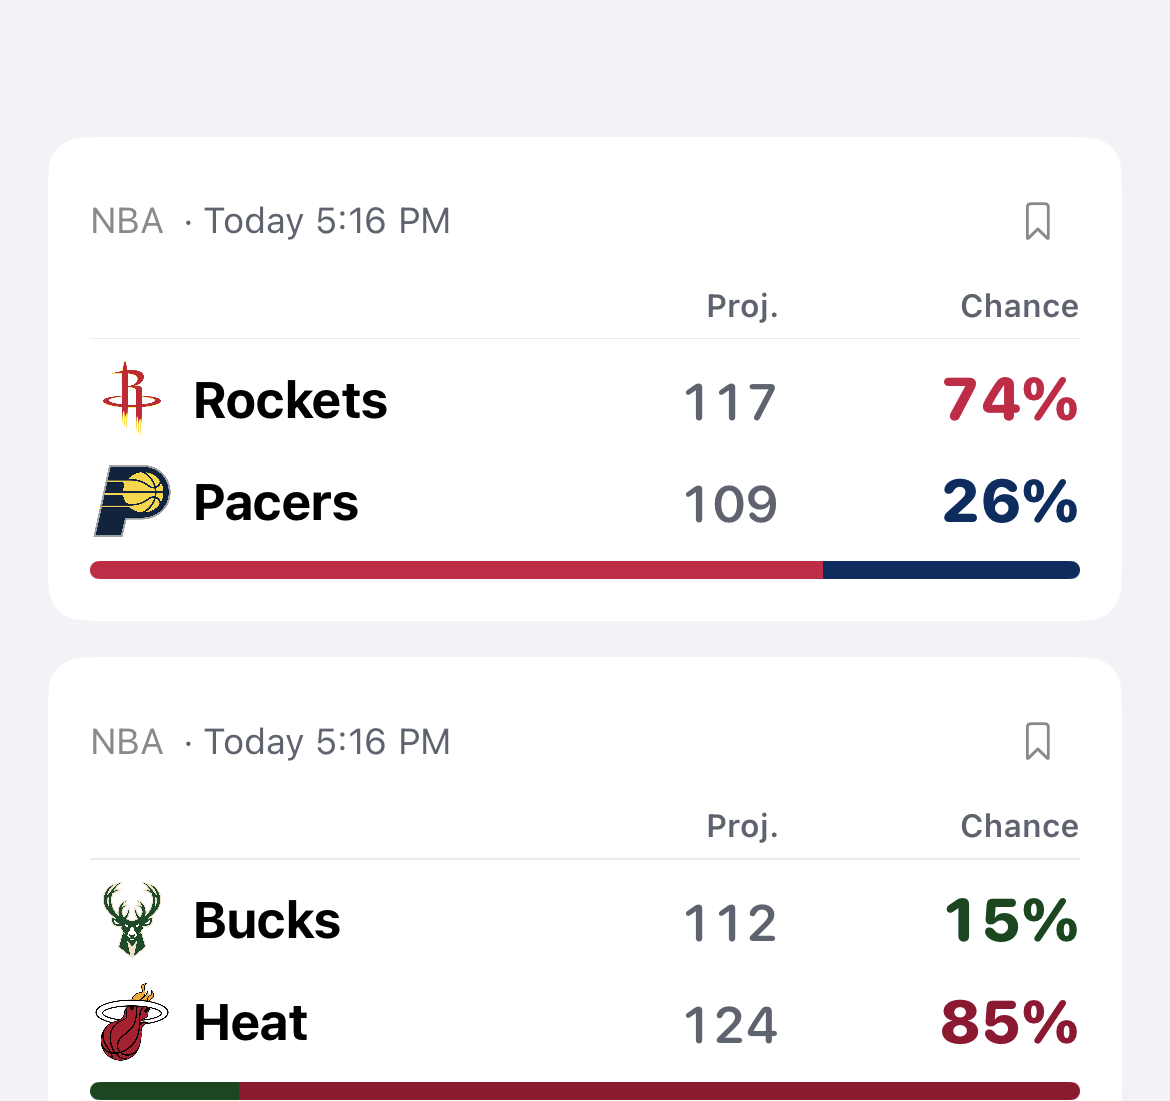 NBA · Today 5:16 PM
Proj. Chance
Rockets 117 74%
Pacers 109 26%
NBA · Today 5:16 PM
Proj. Chance
Bucks 112 15%
Heat 124 85%